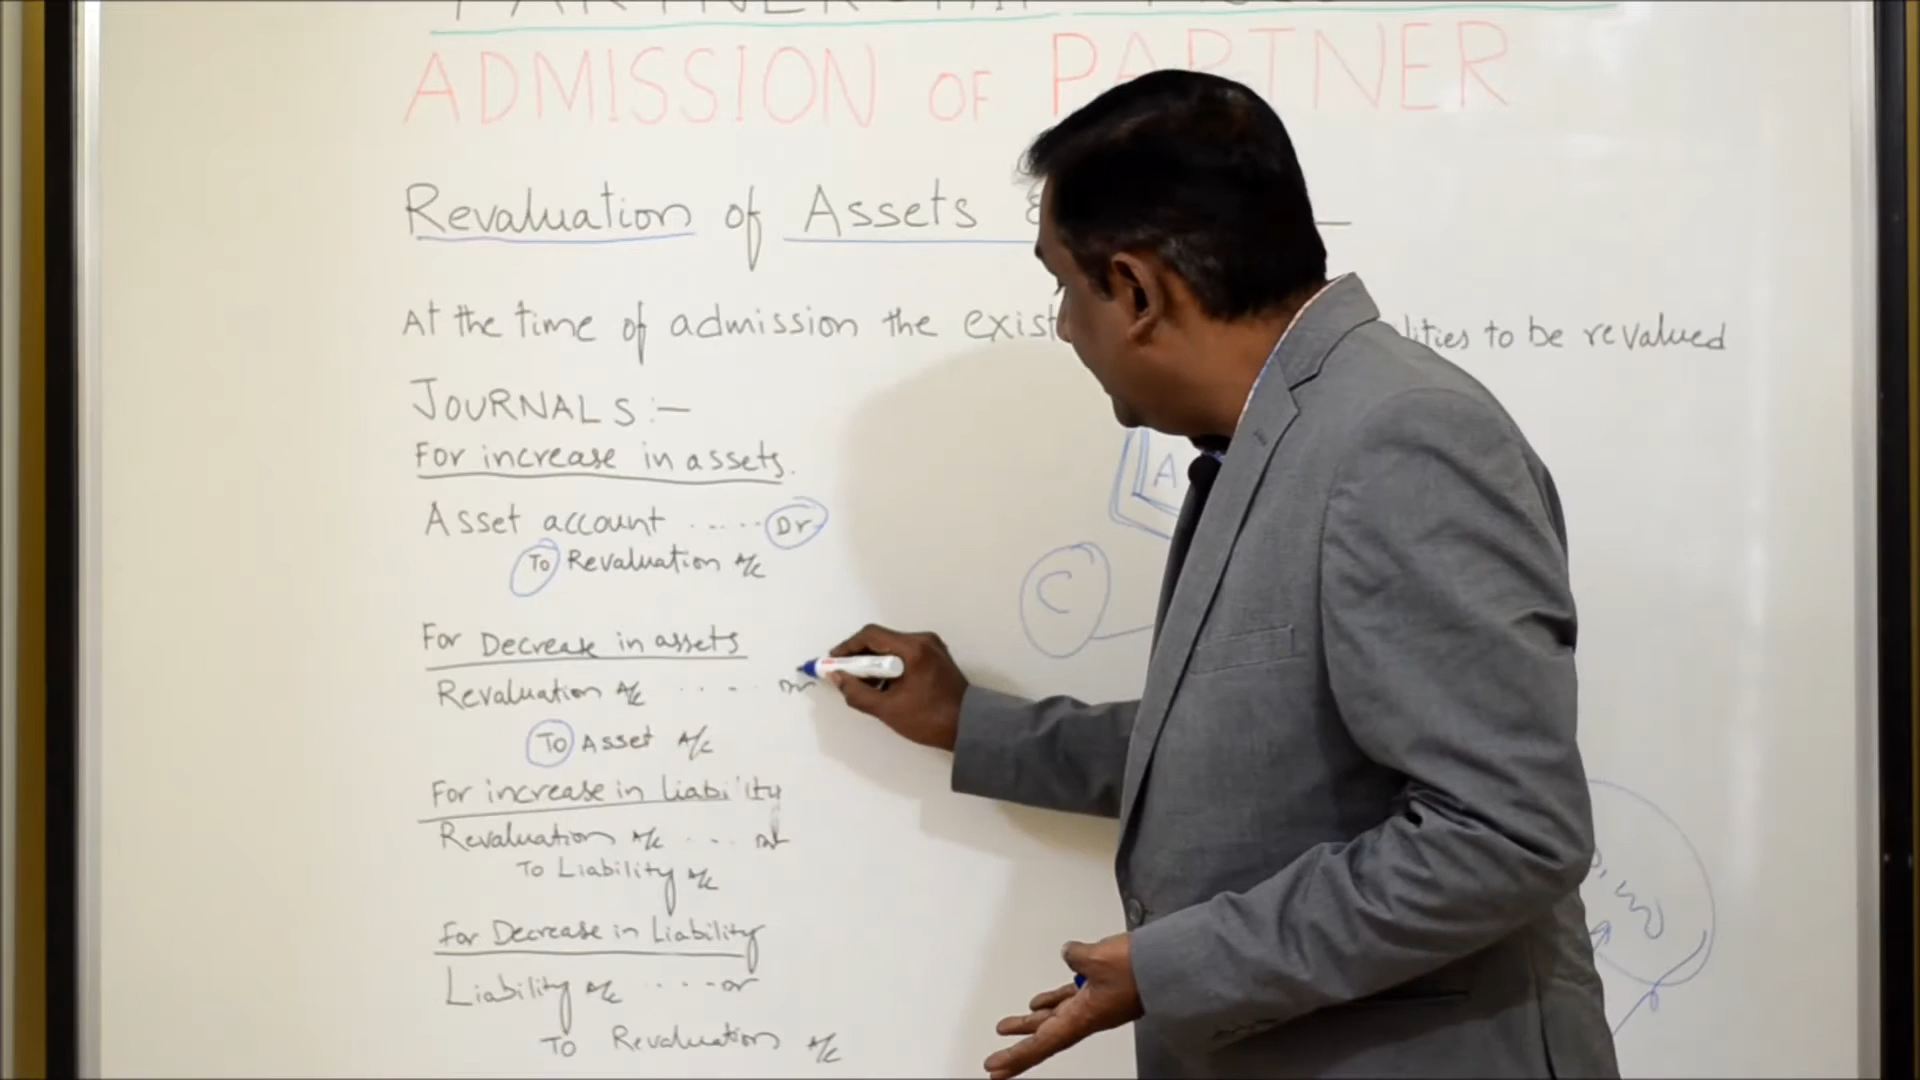 ADMISSION OF PARTNER
Revaluation of Assets &
At the time of admission the exist lities to be revalued
JOURNALS :-
For increase in assets.
Asset account ..... Dr
To Revaluation A/c
For Decrease in assets
Revaluation A/c .... Dr
To Asset A/c
For increase in Liability
Revaluation A/c ... Dr
To Liability A/c
For Decrease in Liability
Liability A/c .... Dr
To Revaluation A/c
A
C